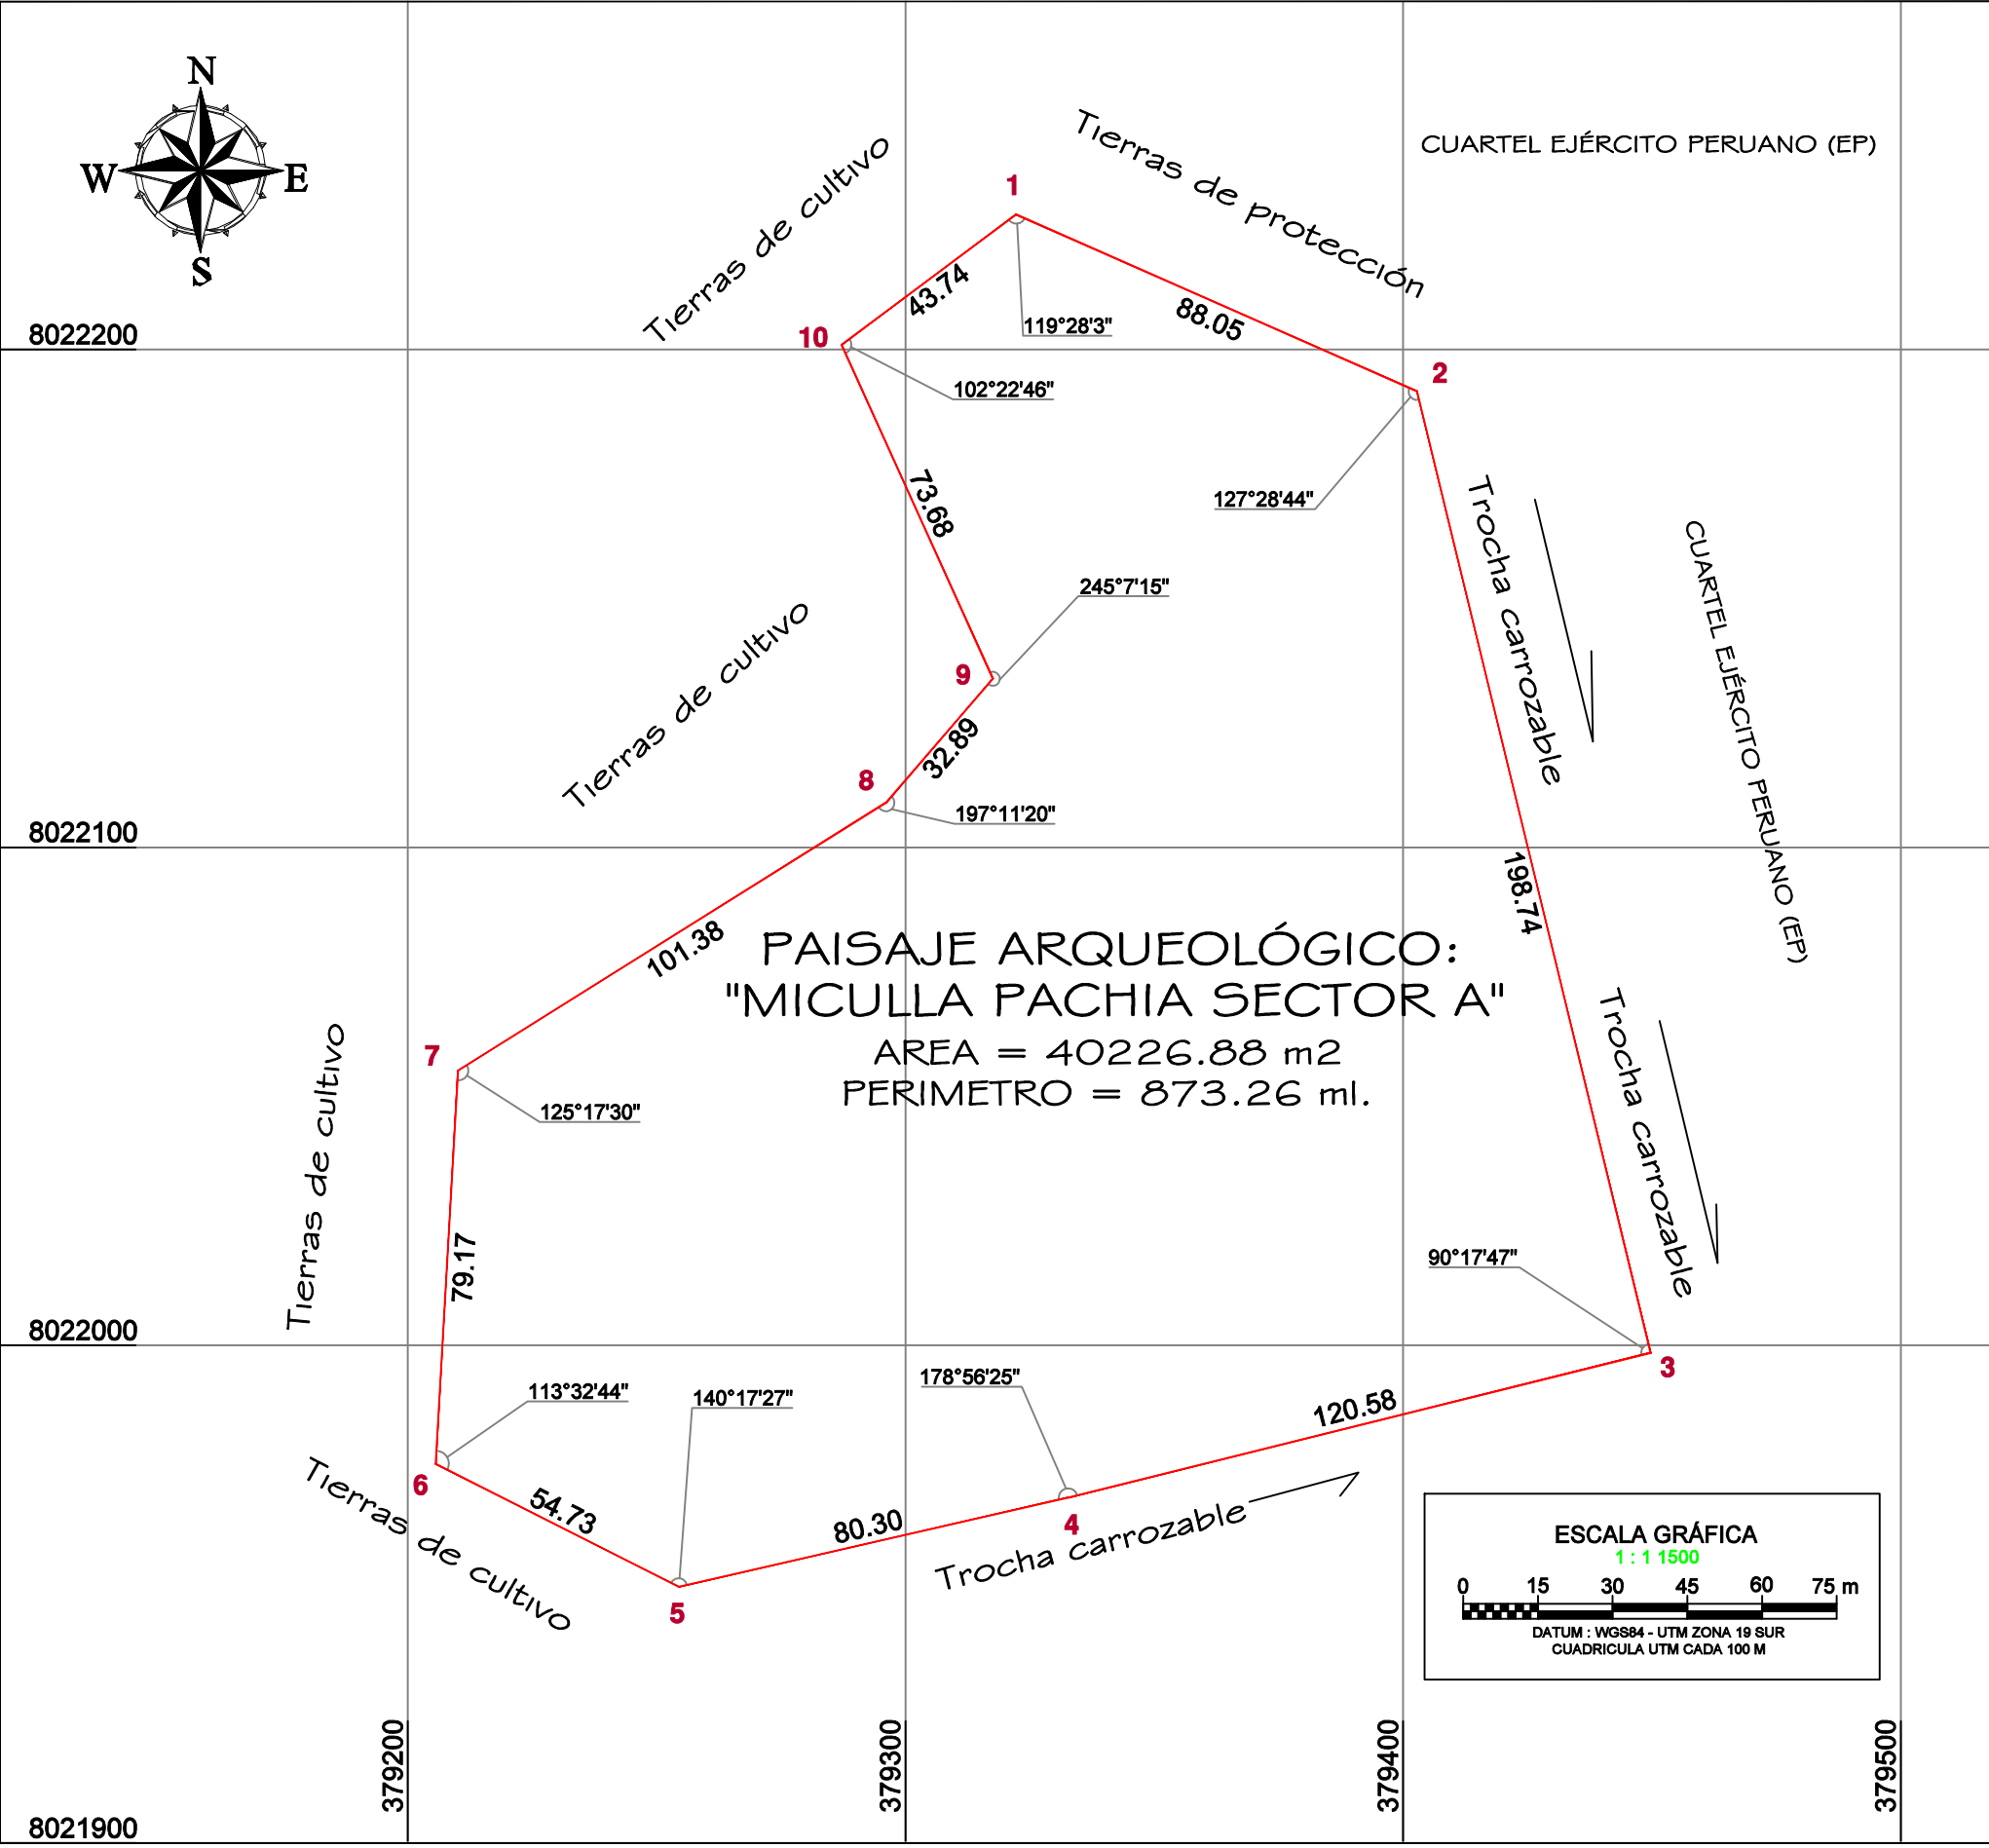 N
W E
S
CUARTEL EJÉRCITO PERUANO (EP)
Tierras de protección
Tierras de cultivo
1
43.74
88.05
119°28'3"
10
8022200
2
102°22'46"
127°28'44"
73.68
Trocha carrozable
CUARTEL EJÉRCITO PERUANO (EP)
245°7'15"
Tierras de cultivo
9
32.89
8
197°11'20"
8022100
198.74
101.38
PAISAJE ARQUEOLÓGICO:
"MICULLA PACHIA SECTOR A"
AREA = 40226.88 m2
PERIMETRO = 873.26 ml.
7
125°17'30"
Tierras de cultivo
Trocha carrozable
79.17
90°17'47"
8022000
3
178°56'25"
113°32'44"
140°17'27"
120.58
6
54.73
80.30
4
Tierras de cultivo
Trocha carrozable
5
ESCALA GRÁFICA
1 : 1 1500
0 15 30 45 60 75 m
DATUM : WGS84 - UTM ZONA 19 SUR
CUADRICULA UTM CADA 100 M
379200
379300
379400
379500
8021900